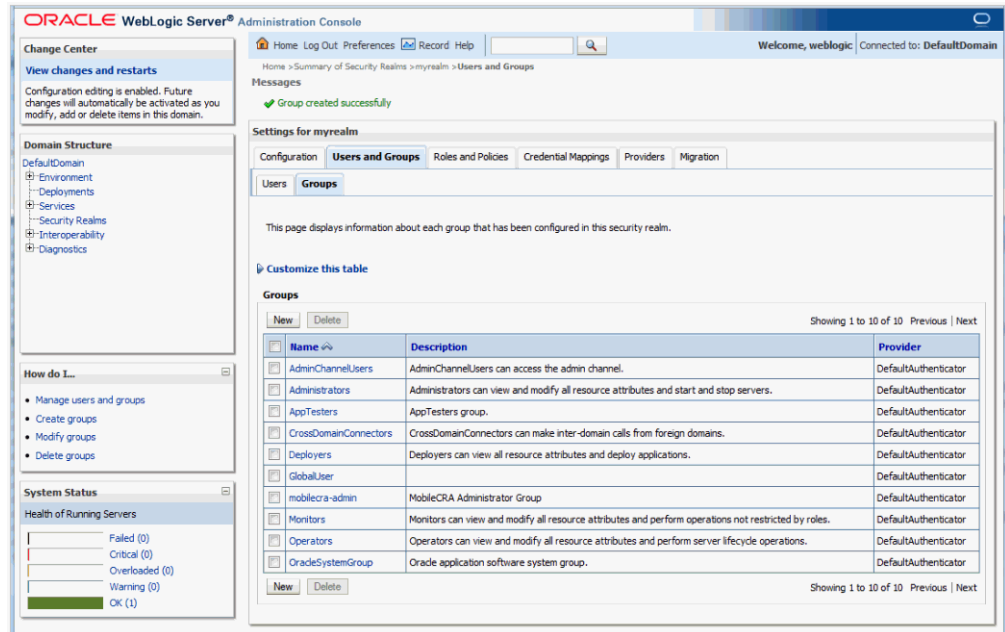 ORACLE WebLogic Server® Administration Console
Change Center
View changes and restarts
Configuration editing is enabled. Future
changes will automatically be activated as you
modify, add or delete items in this domain.
Domain Structure
DefaultDomain
Environment
Deployments
Services
Security Realms
Interoperability
Diagnostics
How do I...
Manage users and groups
Create groups
Modify groups
Delete groups
System Status
Health of Running Servers
Failed (0)
Critical (0)
Overloaded (0)
Warning (0)
OK (1)
Home Log Out Preferences Record Help
Welcome, weblogic Connected to: DefaultDomain
Home >Summary of Security Realms >myrealm >Users and Groups
Messages
Group created successfully
Settings for myrealm
Configuration Users and Groups Roles and Policies Credential Mappings Providers Migration
Users Groups
This page displays information about each group that has been configured in this security realm.
Customize this table
Groups
New Delete Showing 1 to 10 of 10 Previous | Next
Name Description Provider
AdminChannelUsers AdminChannelUsers can access the admin channel. DefaultAuthenticator
Administrators Administrators can view and modify all resource attributes and start and stop servers. DefaultAuthenticator
AppTesters AppTesters group. DefaultAuthenticator
CrossDomainConnectors CrossDomainConnectors can make inter-domain calls from foreign domains. DefaultAuthenticator
Deployers Deployers can view all resource attributes and deploy applications. DefaultAuthenticator
GlobalUser DefaultAuthenticator
mobilecra-admin MobileCRA Administrator Group DefaultAuthenticator
Monitors Monitors can view and modify all resource attributes and perform operations not restricted by roles. DefaultAuthenticator
Operators Operators can view and modify all resource attributes and perform server lifecycle operations. DefaultAuthenticator
OracleSystemGroup Oracle application software system group. DefaultAuthenticator
New Delete Showing 1 to 10 of 10 Previous | Next